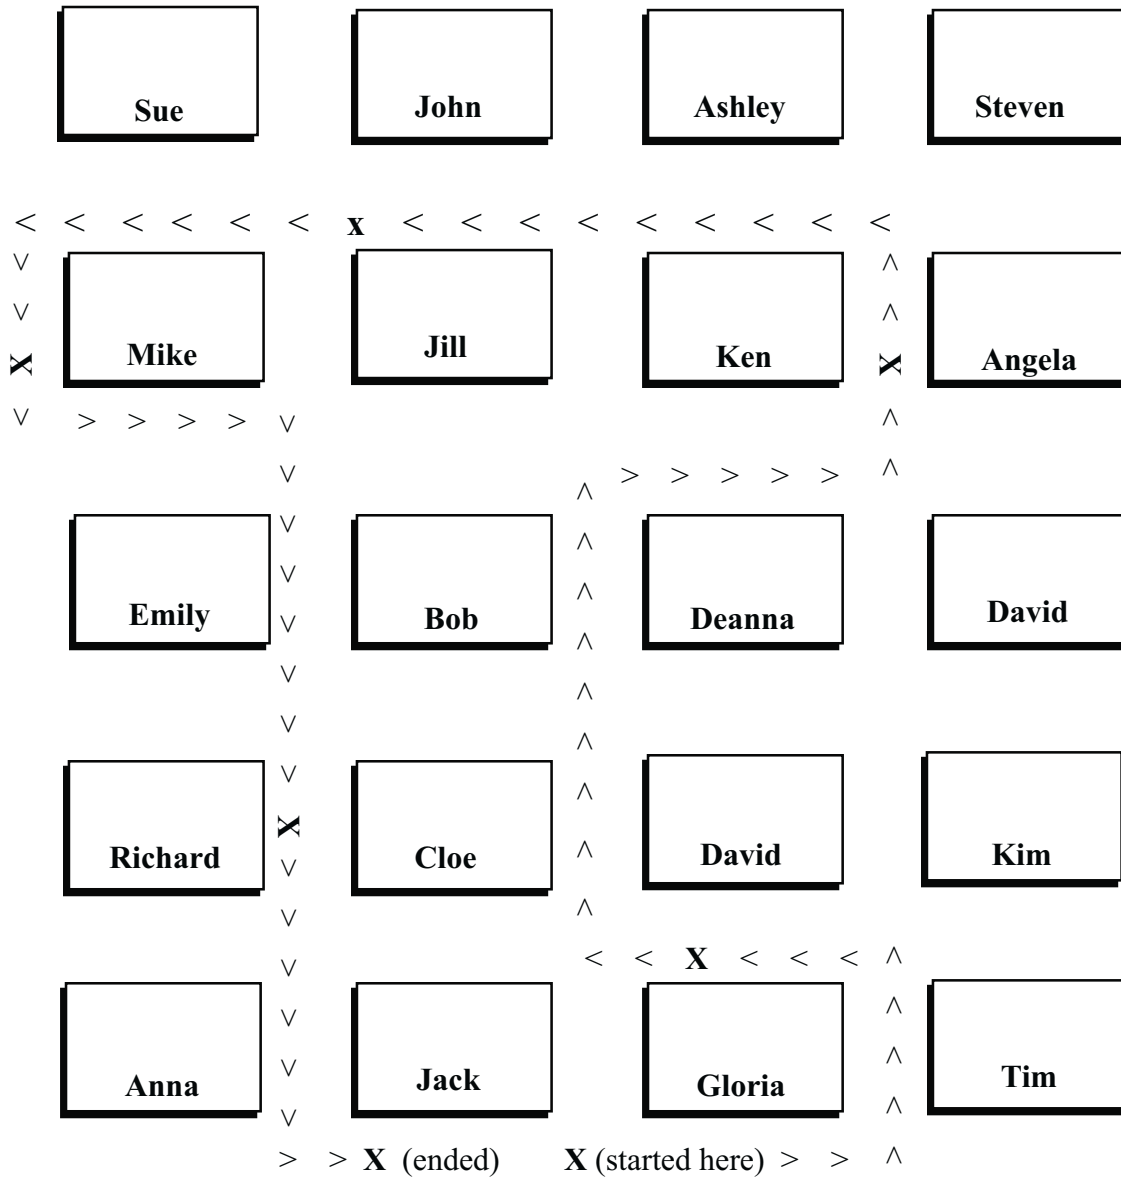 Sue John Ashley Steven
< < < < < < x < < < < < < < < <
v ^
Mike Jill Ken Angela
v ^
X X
v > > > > v ^
v > > > > > ^
^
v ^
Emily Bob Deanna David
v ^
v ^
v ^
v ^
v ^
v ^
Richard Cloe David Kim
X
v ^
v ^
v < < X < < < ^
v ^
Anna Jack Gloria Tim
v ^
v ^
> > X (ended) X (started here) > > ^